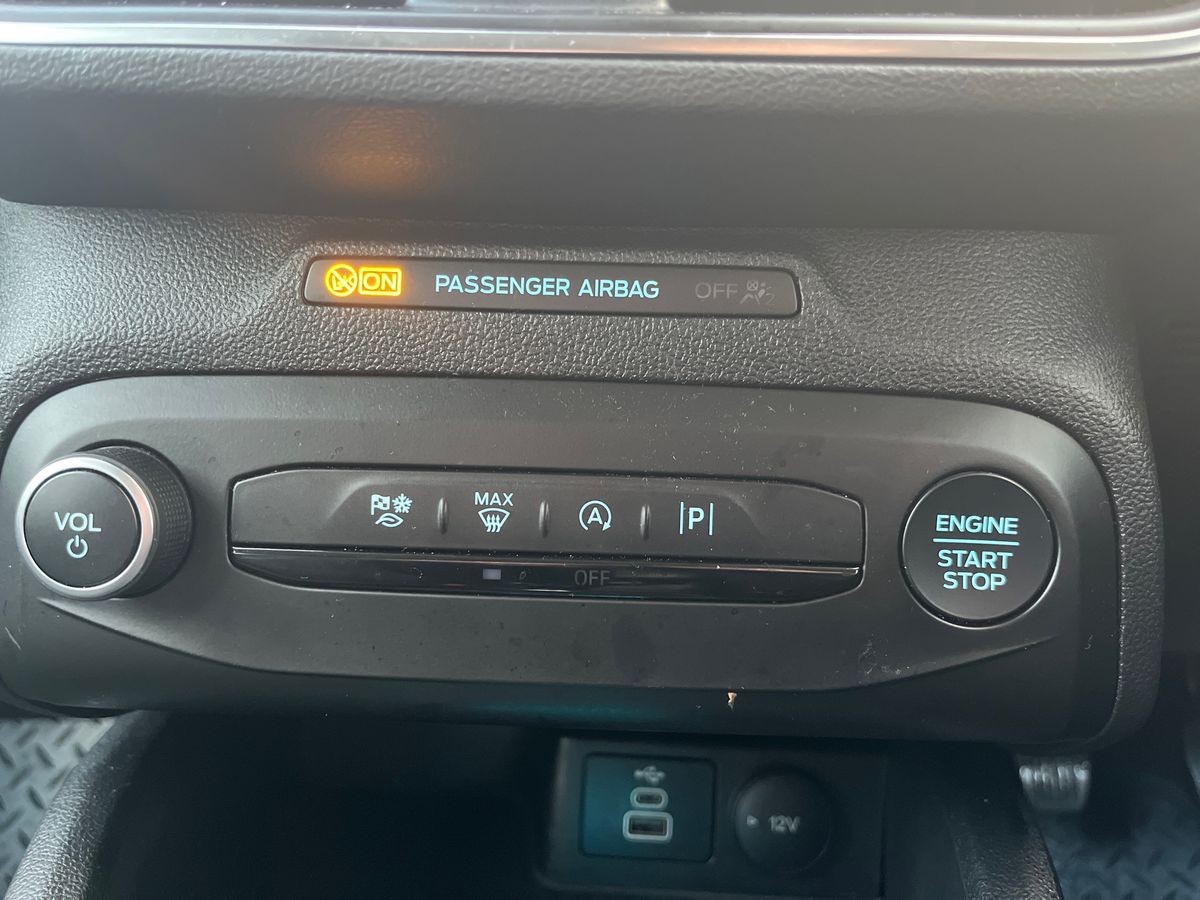 ON PASSENGER AIRBAG OFF
VOL
MAX
A
P
OFF
ENGINE
START
STOP
12V